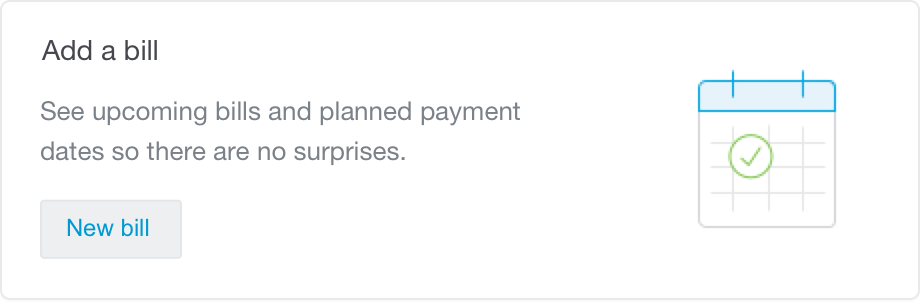 Add a bill
See upcoming bills and planned payment
dates so there are no surprises.
New bill